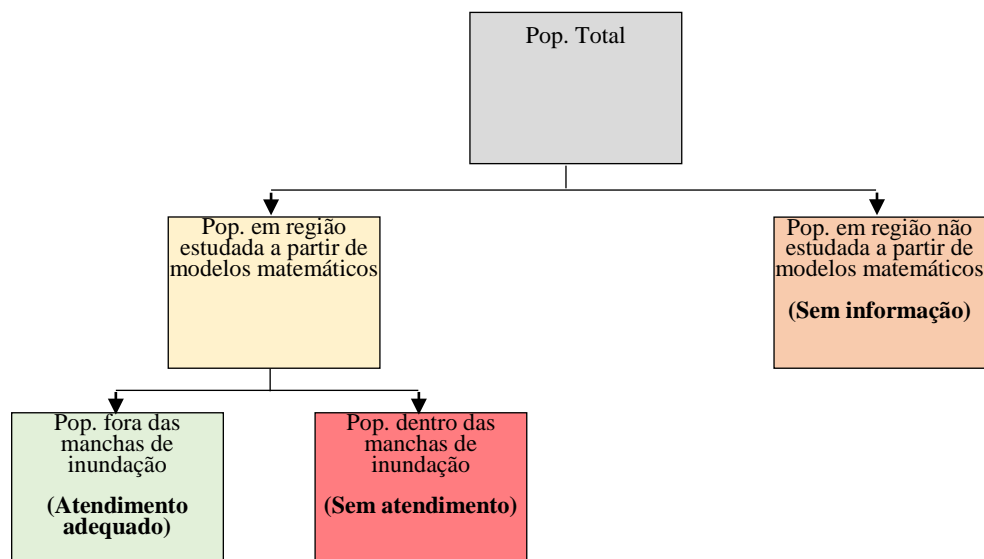 Pop. Total
Pop. em região
estudada a partir de
modelos matemáticos
Pop. em região não
estudada a partir de
modelos matemáticos
(Sem informação)
Pop. fora das
manchas de
inundação
(Atendimento
adequado)
Pop. dentro das
manchas de
inundação
(Sem atendimento)